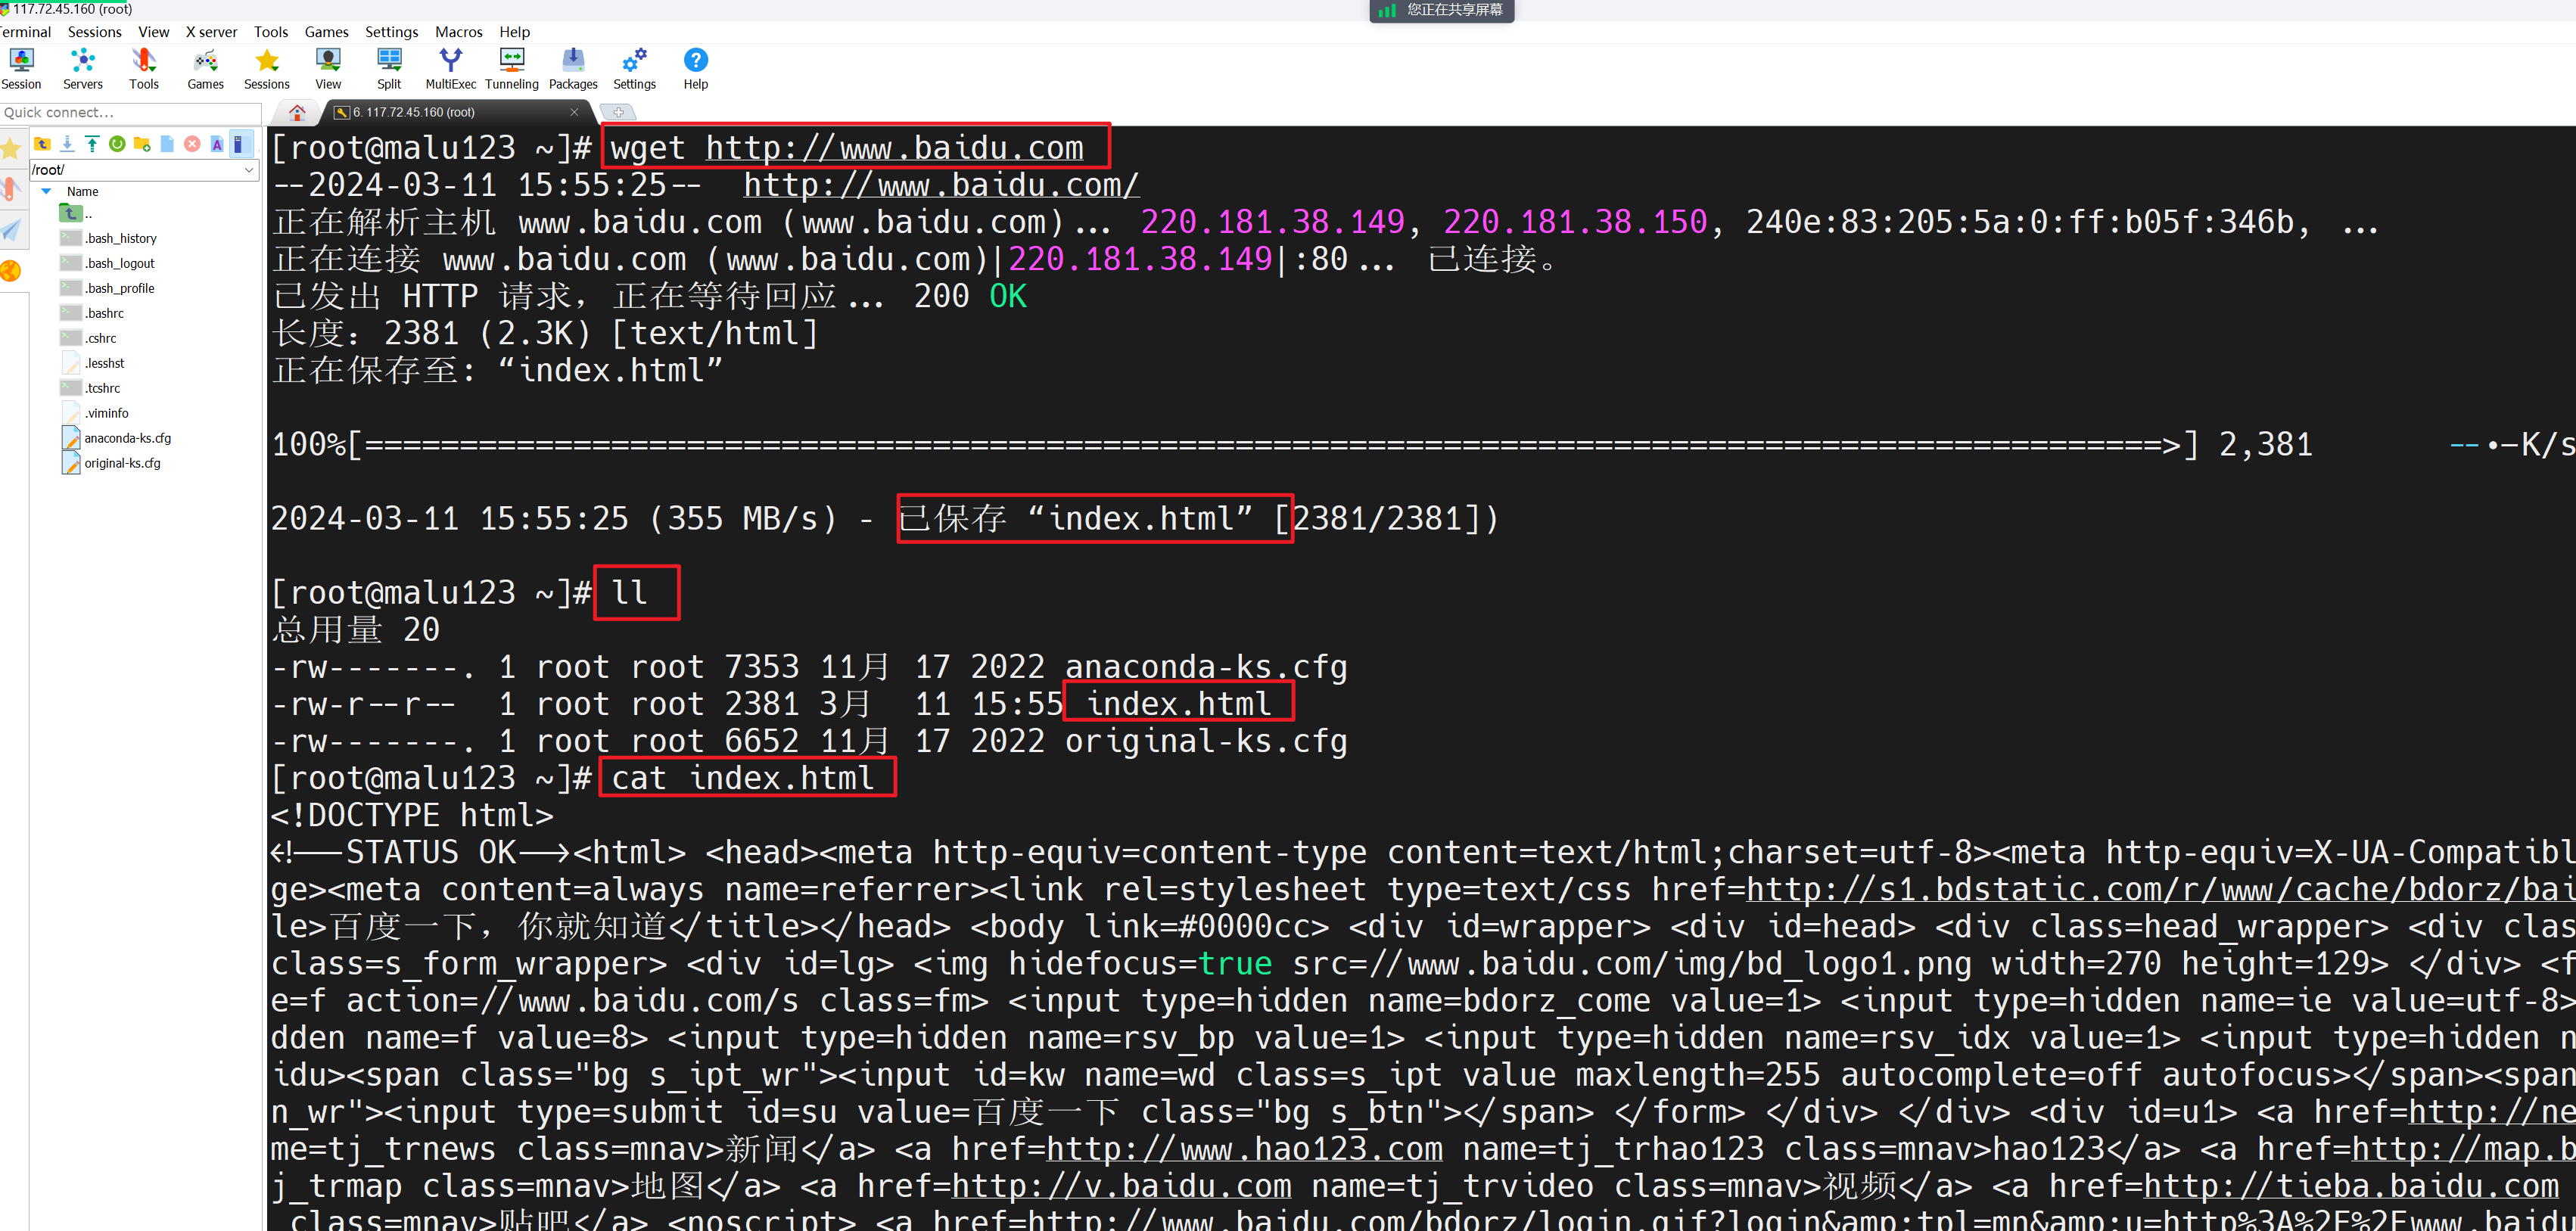 117.72.45.160 (root)
您正在共享屏幕
erminal Sessions View X server Tools Games Settings Macros Help
Session Servers Tools Games Sessions View Split MultiExec Tunneling Packages Settings Help
Quick connect...
6. 117.72.45.160 (root)
/root/
Name
..
.bash_history
.bash_logout
.bash_profile
.bashrc
.cshrc
.lesshst
.tcshrc
.viminfo
anaconda-ks.cfg
original-ks.cfg
[root@malu123 ~]# wget http://www.baidu.com
--2024-03-11 15:55:25--  http://www.baidu.com/
正在解析主机 www.baidu.com (www.baidu.com)... 220.181.38.149, 220.181.38.150, 240e:83:205:5a:0:ff:b05f:346b, ...
正在连接 www.baidu.com (www.baidu.com)|220.181.38.149|:80... 已连接。
已发出 HTTP 请求，正在等待回应... 200 OK
长度：2381 (2.3K) [text/html]
正在保存至: “index.html”
100%[===============================================================================================>] 2,381       --.-K/s
2024-03-11 15:55:25 (355 MB/s) - 已保存 “index.html” [2381/2381])
[root@malu123 ~]# ll
总用量 20
-rw-------. 1 root root 7353 11月 17 2022 anaconda-ks.cfg
-rw-r--r--  1 root root 2381 3月  11 15:55 index.html
-rw-------. 1 root root 6652 11月 17 2022 original-ks.cfg
[root@malu123 ~]# cat index.html
<!DOCTYPE html>
<!--STATUS OK--><html> <head><meta http-equiv=content-type content=text/html;charset=utf-8><meta http-equiv=X-UA-Compatibl
ge><meta content=always name=referrer><link rel=stylesheet type=text/css href=http://s1.bdstatic.com/r/www/cache/bdorz/bai
le>百度一下，你就知道</title></head> <body link=#0000cc> <div id=wrapper> <div id=head> <div class=head_wrapper> <div clas
class=s_form_wrapper> <div id=lg> <img hidefocus=true src=//www.baidu.com/img/bd_logo1.png width=270 height=129> </div> <f
e=f action=//www.baidu.com/s class=fm> <input type=hidden name=bdorz_come value=1> <input type=hidden name=ie value=utf-8>
dden name=f value=8> <input type=hidden name=rsv_bp value=1> <input type=hidden name=rsv_idx value=1> <input type=hidden n
idu><span class="bg s_ipt_wr"><input id=kw name=wd class=s_ipt value maxlength=255 autocomplete=off autofocus></span><span
n_wr"><input type=submit id=su value=百度一下 class="bg s_btn"></span> </form> </div> </div> <div id=u1> <a href=http://ne
me=tj_trnews class=mnav>新闻</a> <a href=http://www.hao123.com name=tj_trhao123 class=mnav>hao123</a> <a href=http://map.b
j_trmap class=mnav>地图</a> <a href=http://v.baidu.com name=tj_trvideo class=mnav>视频</a> <a href=http://tieba.baidu.com
class=mnav>贴吧</a> <noscript> <a href=http://www.baidu.com/bdorz/login.gif?login&amp;tpl=mn&amp;u=http%3A%2F%2Fwww.baidu